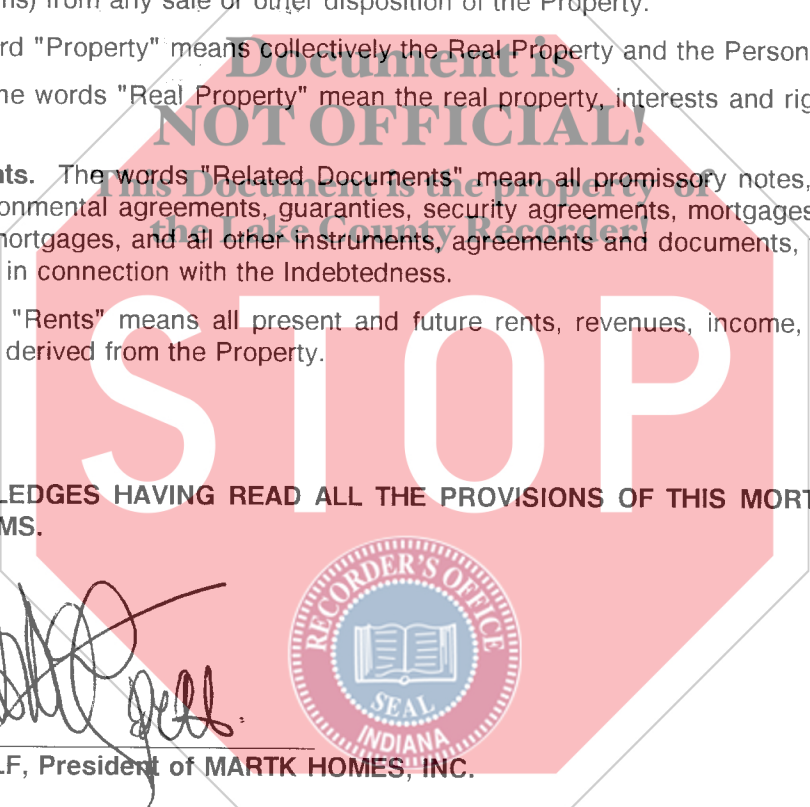 ns) from any sale or other disposition of the Property.
rd "Property" means collectively the Real Property and the Person
Document is
ne words "Real Property" mean the real property, interests and rig
NOT OFFICIAL!
nts. The words "Related Documents" mean all promissory notes,
This Document is the property of
onmental agreements, guaranties, security agreements, mortgages
the Lake County Recorder!
mortgages, and all other instruments, agreements and documents,
in connection with the Indebtedness.
"Rents" means all present and future rents, revenues, income,
derived from the Property.
STOP
LEDGES HAVING READ ALL THE PROVISIONS OF THIS MORT
MS.
RECORDER'S OFFICE
SEAL
INDIANA
LF, President of MARTK HOMES, INC.